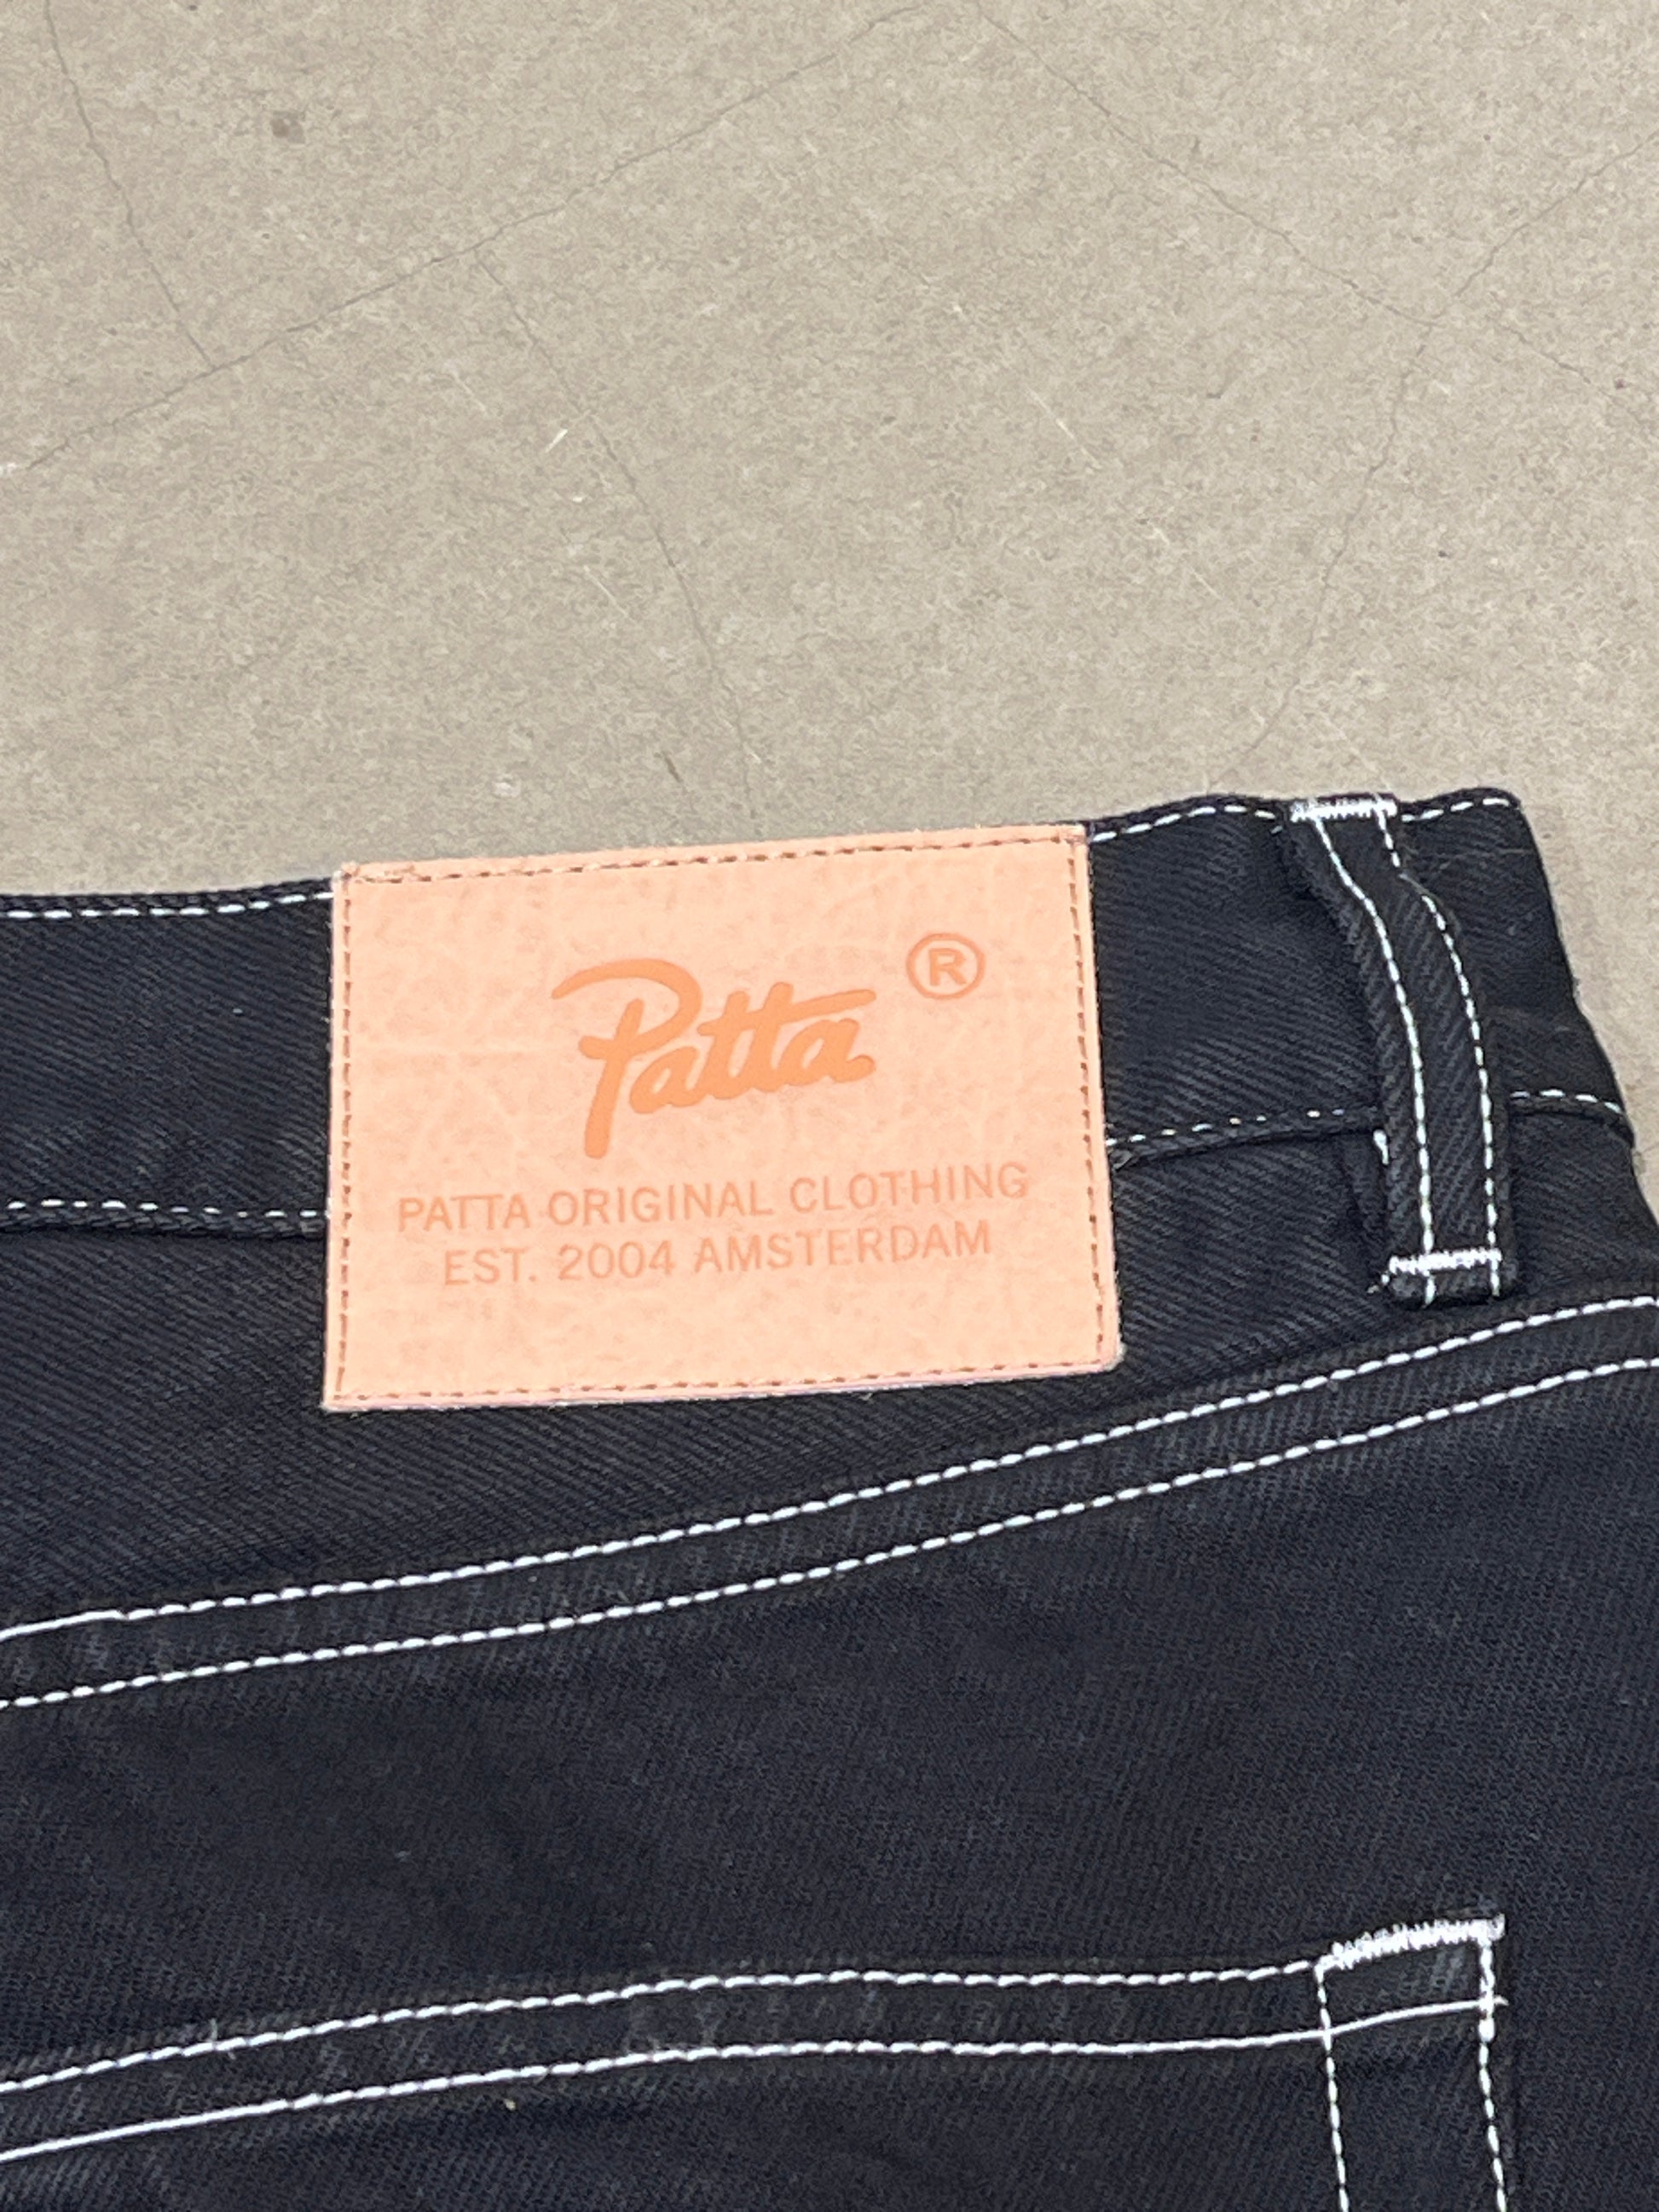 Patta ®
PATTA ORIGINAL CLOTHING
EST. 2004 AMSTERDAM